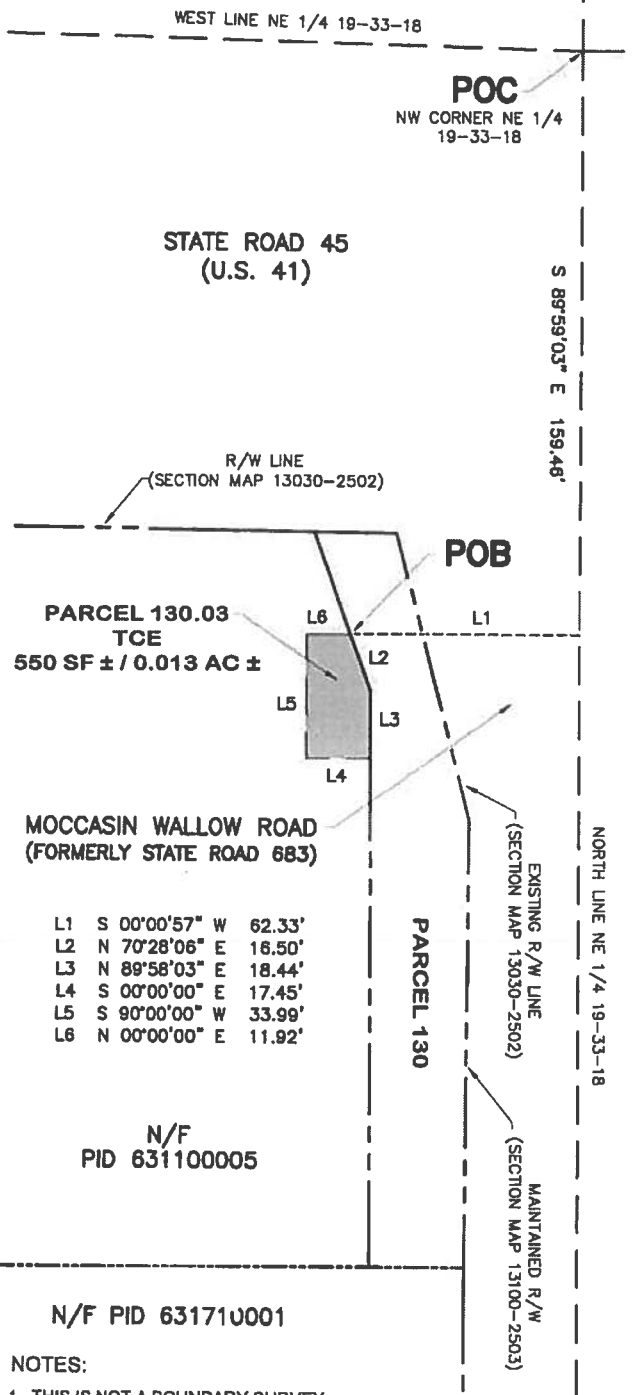 WEST LINE NE 1/4 19-33-18
POC
NW CORNER NE 1/4
19-33-18
STATE ROAD 45
(U.S. 41)
S 89°59'03" E 159.46'
R/W LINE
(SECTION MAP 13030-2502)
POB
PARCEL 130.03
TCE
550 SF ± / 0.013 AC ±
L6
L1
L2
L5
L3
L4
MOCCASIN WALLOW ROAD
(FORMERLY STATE ROAD 683)
EXISTING R/W LINE
(SECTION MAP 13030-2502)
NORTH LINE NE 1/4 19-33-18
L1 S 00°00'57" W 62.33'
L2 N 70°28'06" E 16.50'
L3 N 89°58'03" E 18.44'
L4 S 00°00'00" E 17.45'
L5 S 90°00'00" W 33.99'
L6 N 00°00'00" E 11.92'
PARCEL 130
N/F
PID 631100005
MAINTAINED R/W
(SECTION MAP 13100-2503)
N/F PID 631710001
NOTES:
1. THIS IS NOT A BOUNDARY SURVEY